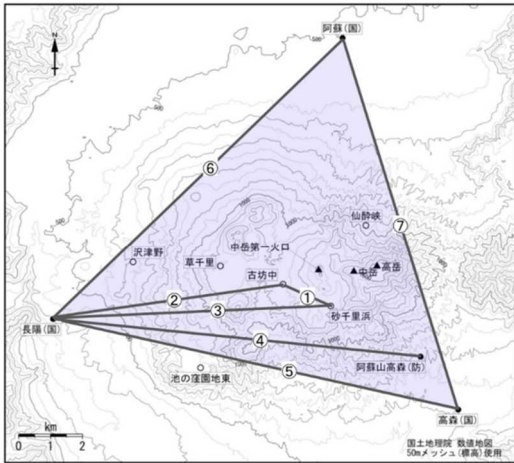 阿蘇(国)
N
500
⑥
仙酔峡
⑦
沢津野
中岳第一火口
草千里
高岳
中岳
古坊中
②
①
③
砂千里浜
長陽(国)
④
阿蘇山高森(防)
⑤
池の窪園地東
高森(国)
km
0 1 2
国土地理院 数値地図
50mメッシュ(標高)使用